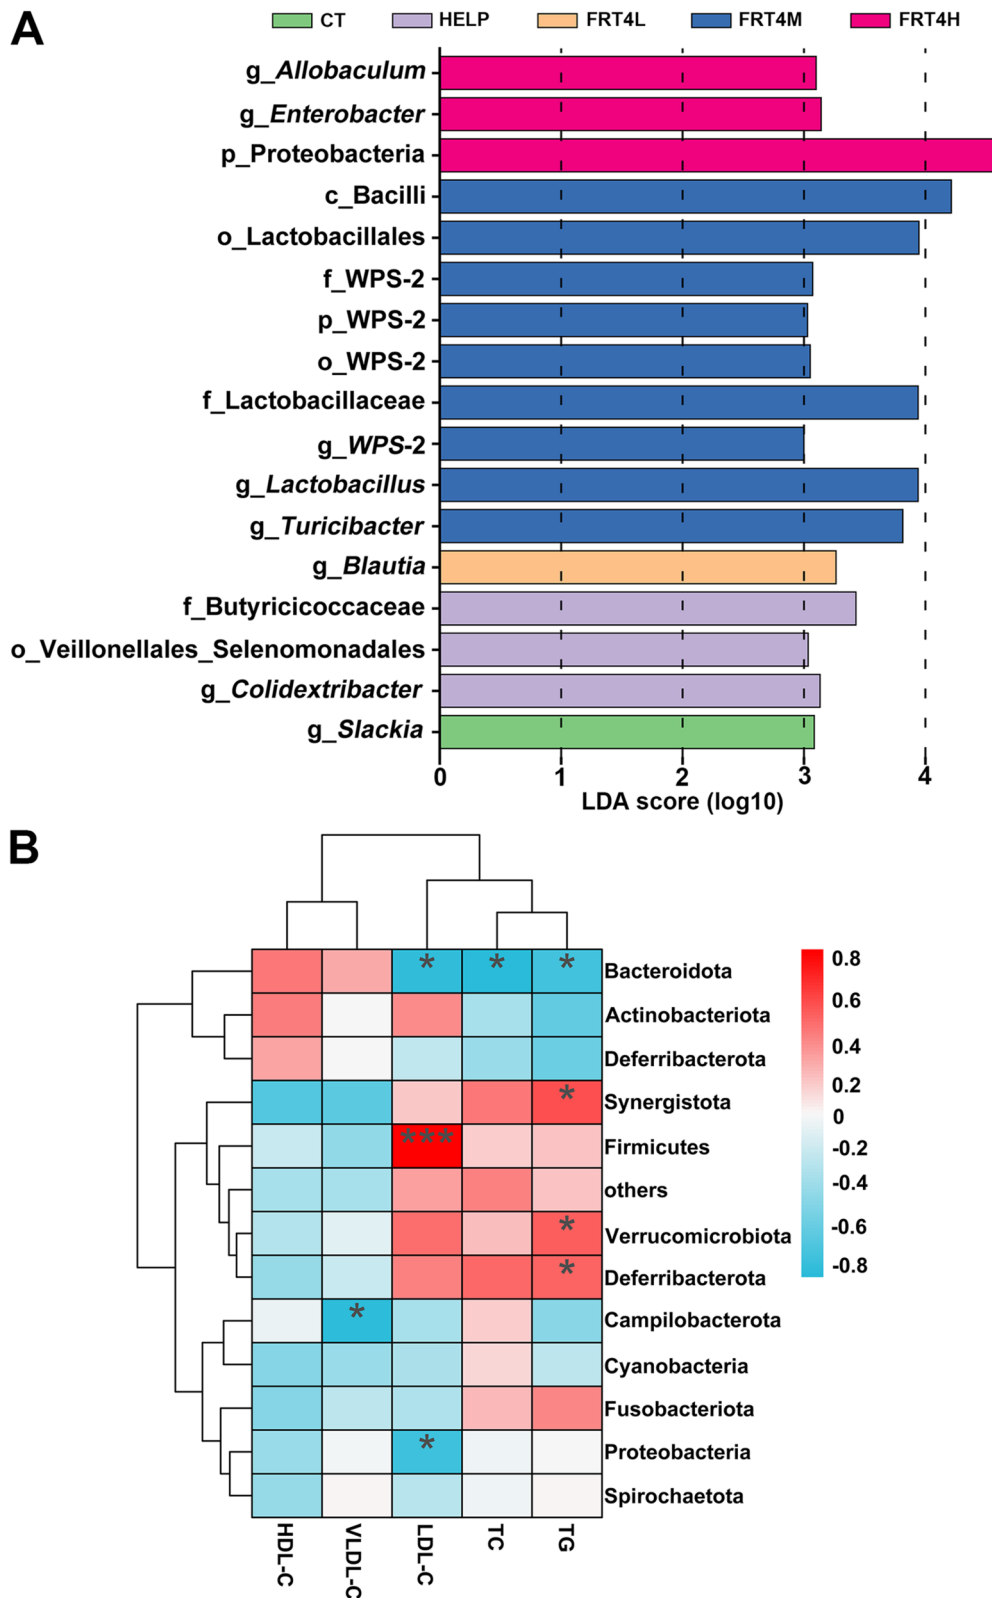 A
CT HELP FRT4L FRT4M FRT4H
g_Allobaculum
g_Enterobacter
p_Proteobacteria
c_Bacilli
o_Lactobacillales
f_WPS-2
p_WPS-2
o_WPS-2
f_Lactobacillaceae
g_WPS-2
g_Lactobacillus
g_Turicibacter
g_Blautia
f_Butyricicoccaceae
o_Veillonellales_Selenomonadales
g_Colidextribacter
g_Slackia
0 1 2 3 4
LDA score (log10)
B
* * * Bacteroidota
Actinobacteriota
Deferribacterota
* Synergistota
*** Firmicutes
others
* Verrucomicrobiota
* Deferribacterota
* Campilobacterota
Cyanobacteria
Fusobacteriota
* Proteobacteria
Spirochaetota
0.8
0.6
0.4
0.2
0
-0.2
-0.4
-0.6
-0.8
HDL-C
VLDL-C
LDL-C
TC
TG